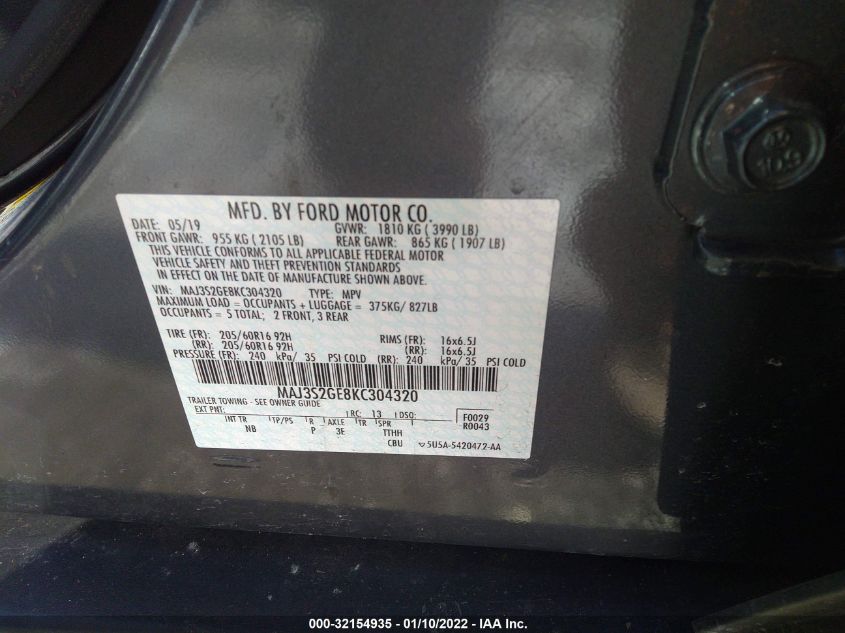 MFD. BY FORD MOTOR CO.
DATE: 05/19 GVWR: 1810 KG ( 3990 LB)
FRONT GAWR: 955 KG ( 2105 LB) REAR GAWR: 865 KG ( 1907 LB)
THIS VEHICLE CONFORMS TO ALL APPLICABLE FEDERAL MOTOR
VEHICLE SAFETY AND THEFT PREVENTION STANDARDS
IN EFFECT ON THE DATE OF MANUFACTURE SHOWN ABOVE.
VIN: MAJ3S2GE8KC304320 TYPE: MPV
MAXIMUM LOAD = OCCUPANTS + LUGGAGE = 375KG/ 827LB
OCCUPANTS = 5 TOTAL; 2 FRONT, 3 REAR
TIRE (FR): 205/60R16 92H RIMS (FR): 16x6.5J
(RR): 205/60R16 92H (RR): 16x6.5J
PRESSURE (FR): 240 kPa/ 35 PSI COLD (RR): 240 kPa/ 35 PSI COLD
MAJ3S2GE8KC304320
TRAILER TOWING - SEE OWNER GUIDE
EXT PNT: RC: 13 DSO: F0029
INT TR TP/PS R AXLE TR SPR R0043
NB P 3E TTHH
CBU 5U5A-5420472-AA
10.9
000-32154935 - 01/10/2022 - IAA Inc.